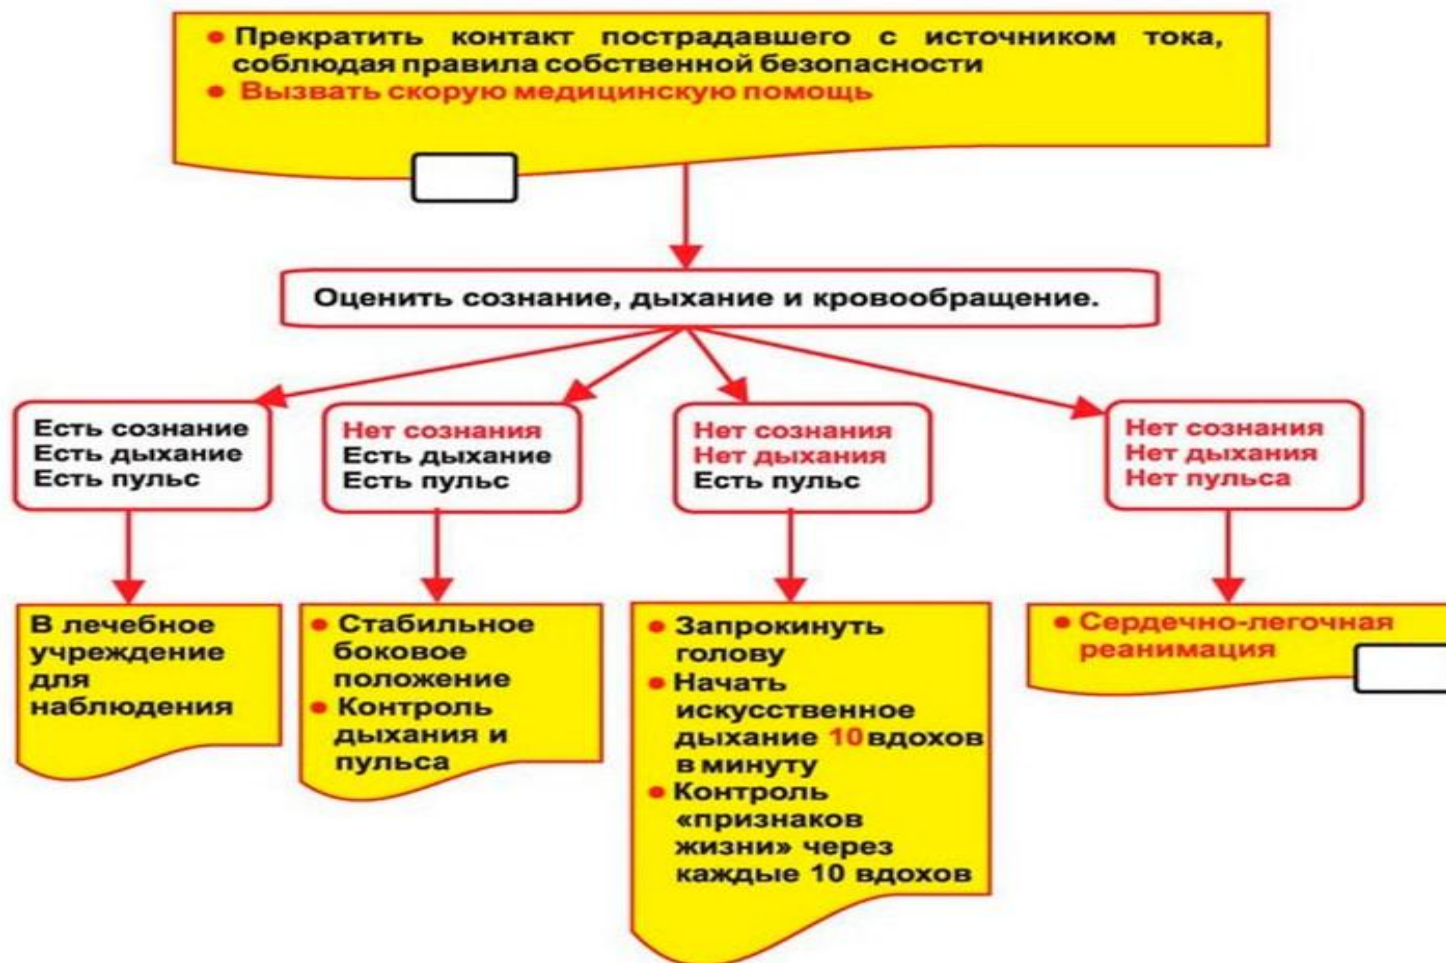 ● Прекратить контакт пострадавшего с источником тока,
соблюдая правила собственной безопасности
● Вызвать скорую медицинскую помощь
Оценить сознание, дыхание и кровообращение.
Есть сознание
Есть дыхание
Есть пульс
Нет сознания
Есть дыхание
Есть пульс
Нет сознания
Нет дыхания
Есть пульс
Нет сознания
Нет дыхания
Нет пульса
В лечебное
учреждение
для
наблюдения
● Стабильное
боковое
положение
● Контроль
дыхания и
пульса
● Запрокинуть
голову
● Начать
искусственное
дыхание 10 вдохов
в минуту
● Контроль
«признаков
жизни» через
каждые 10 вдохов
● Сердечно-легочная
реанимация